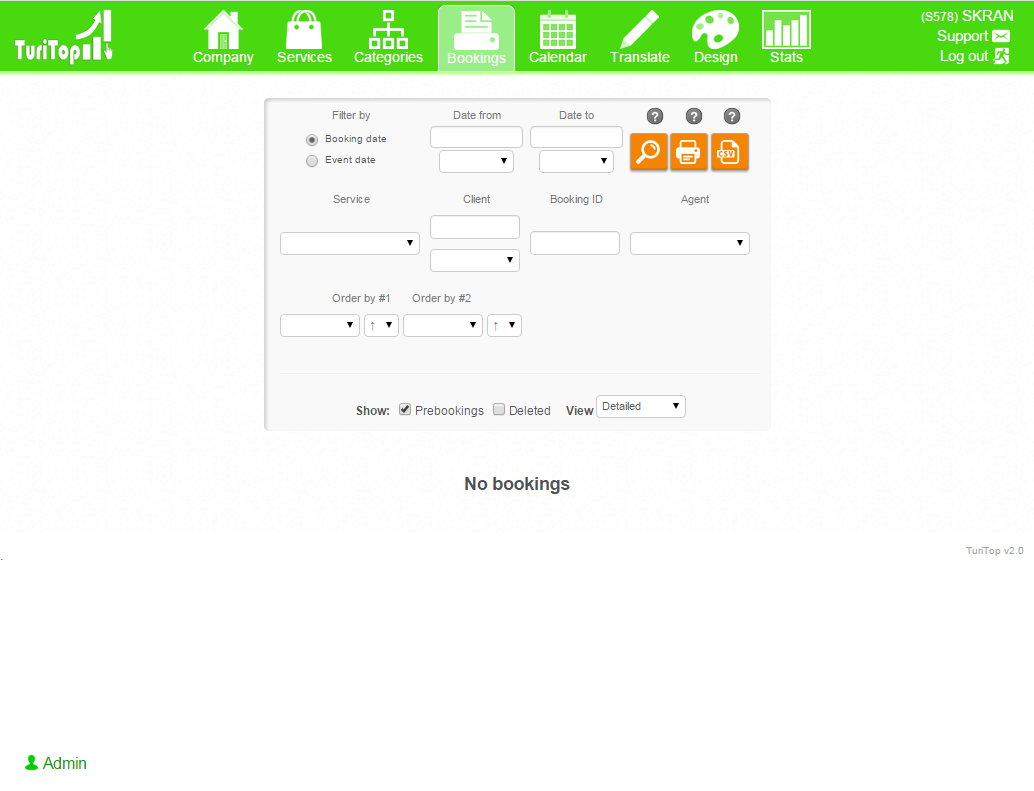 TuriTop
Company Services Categories Bookings Calendar Translate Design Stats
(S578) SKRAN
Support
Log out
Filter by Date from Date to ? ? ?
Booking date
Event date
CSV
Service Client Booking ID Agent
Order by #1 Order by #2
↑ ↑
Show: Prebookings Deleted View Detailed
No bookings
TuriTop v2.0
.
Admin